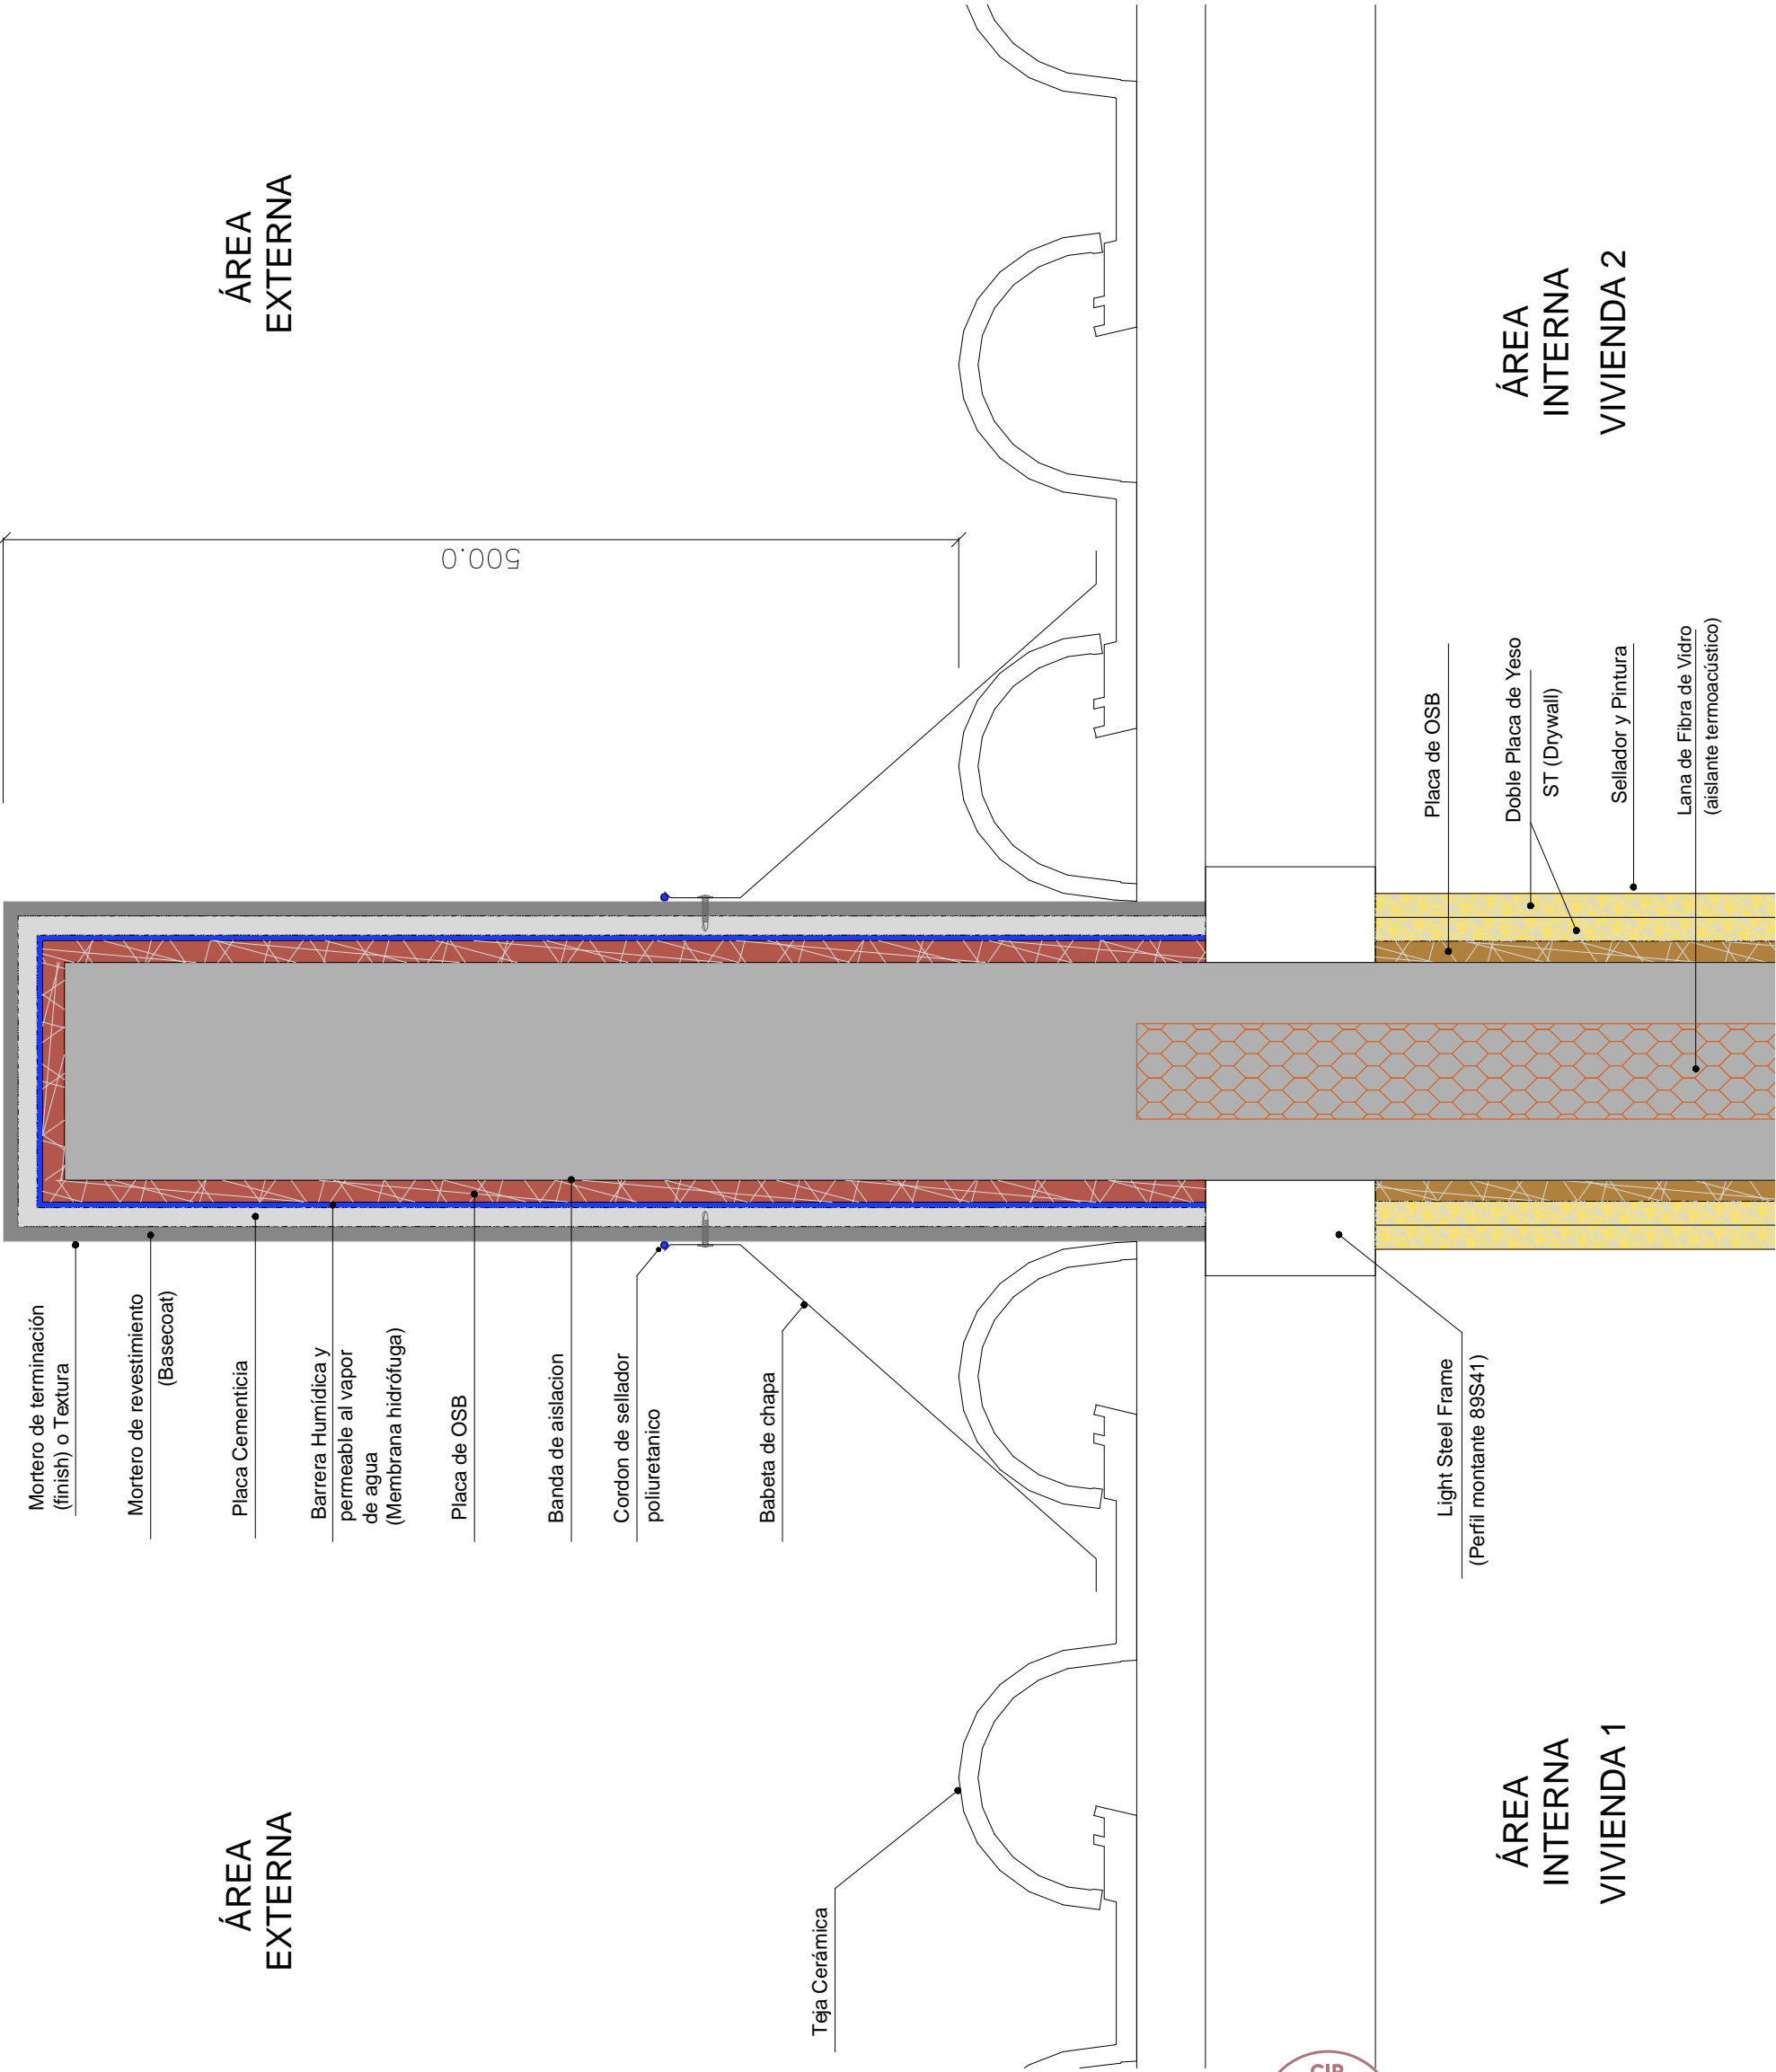 ÁREA
EXTERNA
ÁREA
EXTERNA
500.0
Mortero de terminación
(finish) o Textura
Mortero de revestimiento
(Basecoat)
Placa Cementicia
Barrera Humídica y
permeable al vapor
de agua
(Membrana hidrófuga)
Placa de OSB
Banda de aislacion
Cordon de sellador
poliuretanico
Babeta de chapa
Teja Cerámica
Light Steel Frame
(Perfil montante 89S41)
Placa de OSB
Doble Placa de Yeso
ST (Drywall)
Sellador y Pintura
Lana de Fibra de Vidro
(aislante termoacústico)
ÁREA
INTERNA
VIVIENDA 1
ÁREA
INTERNA
VIVIENDA 2